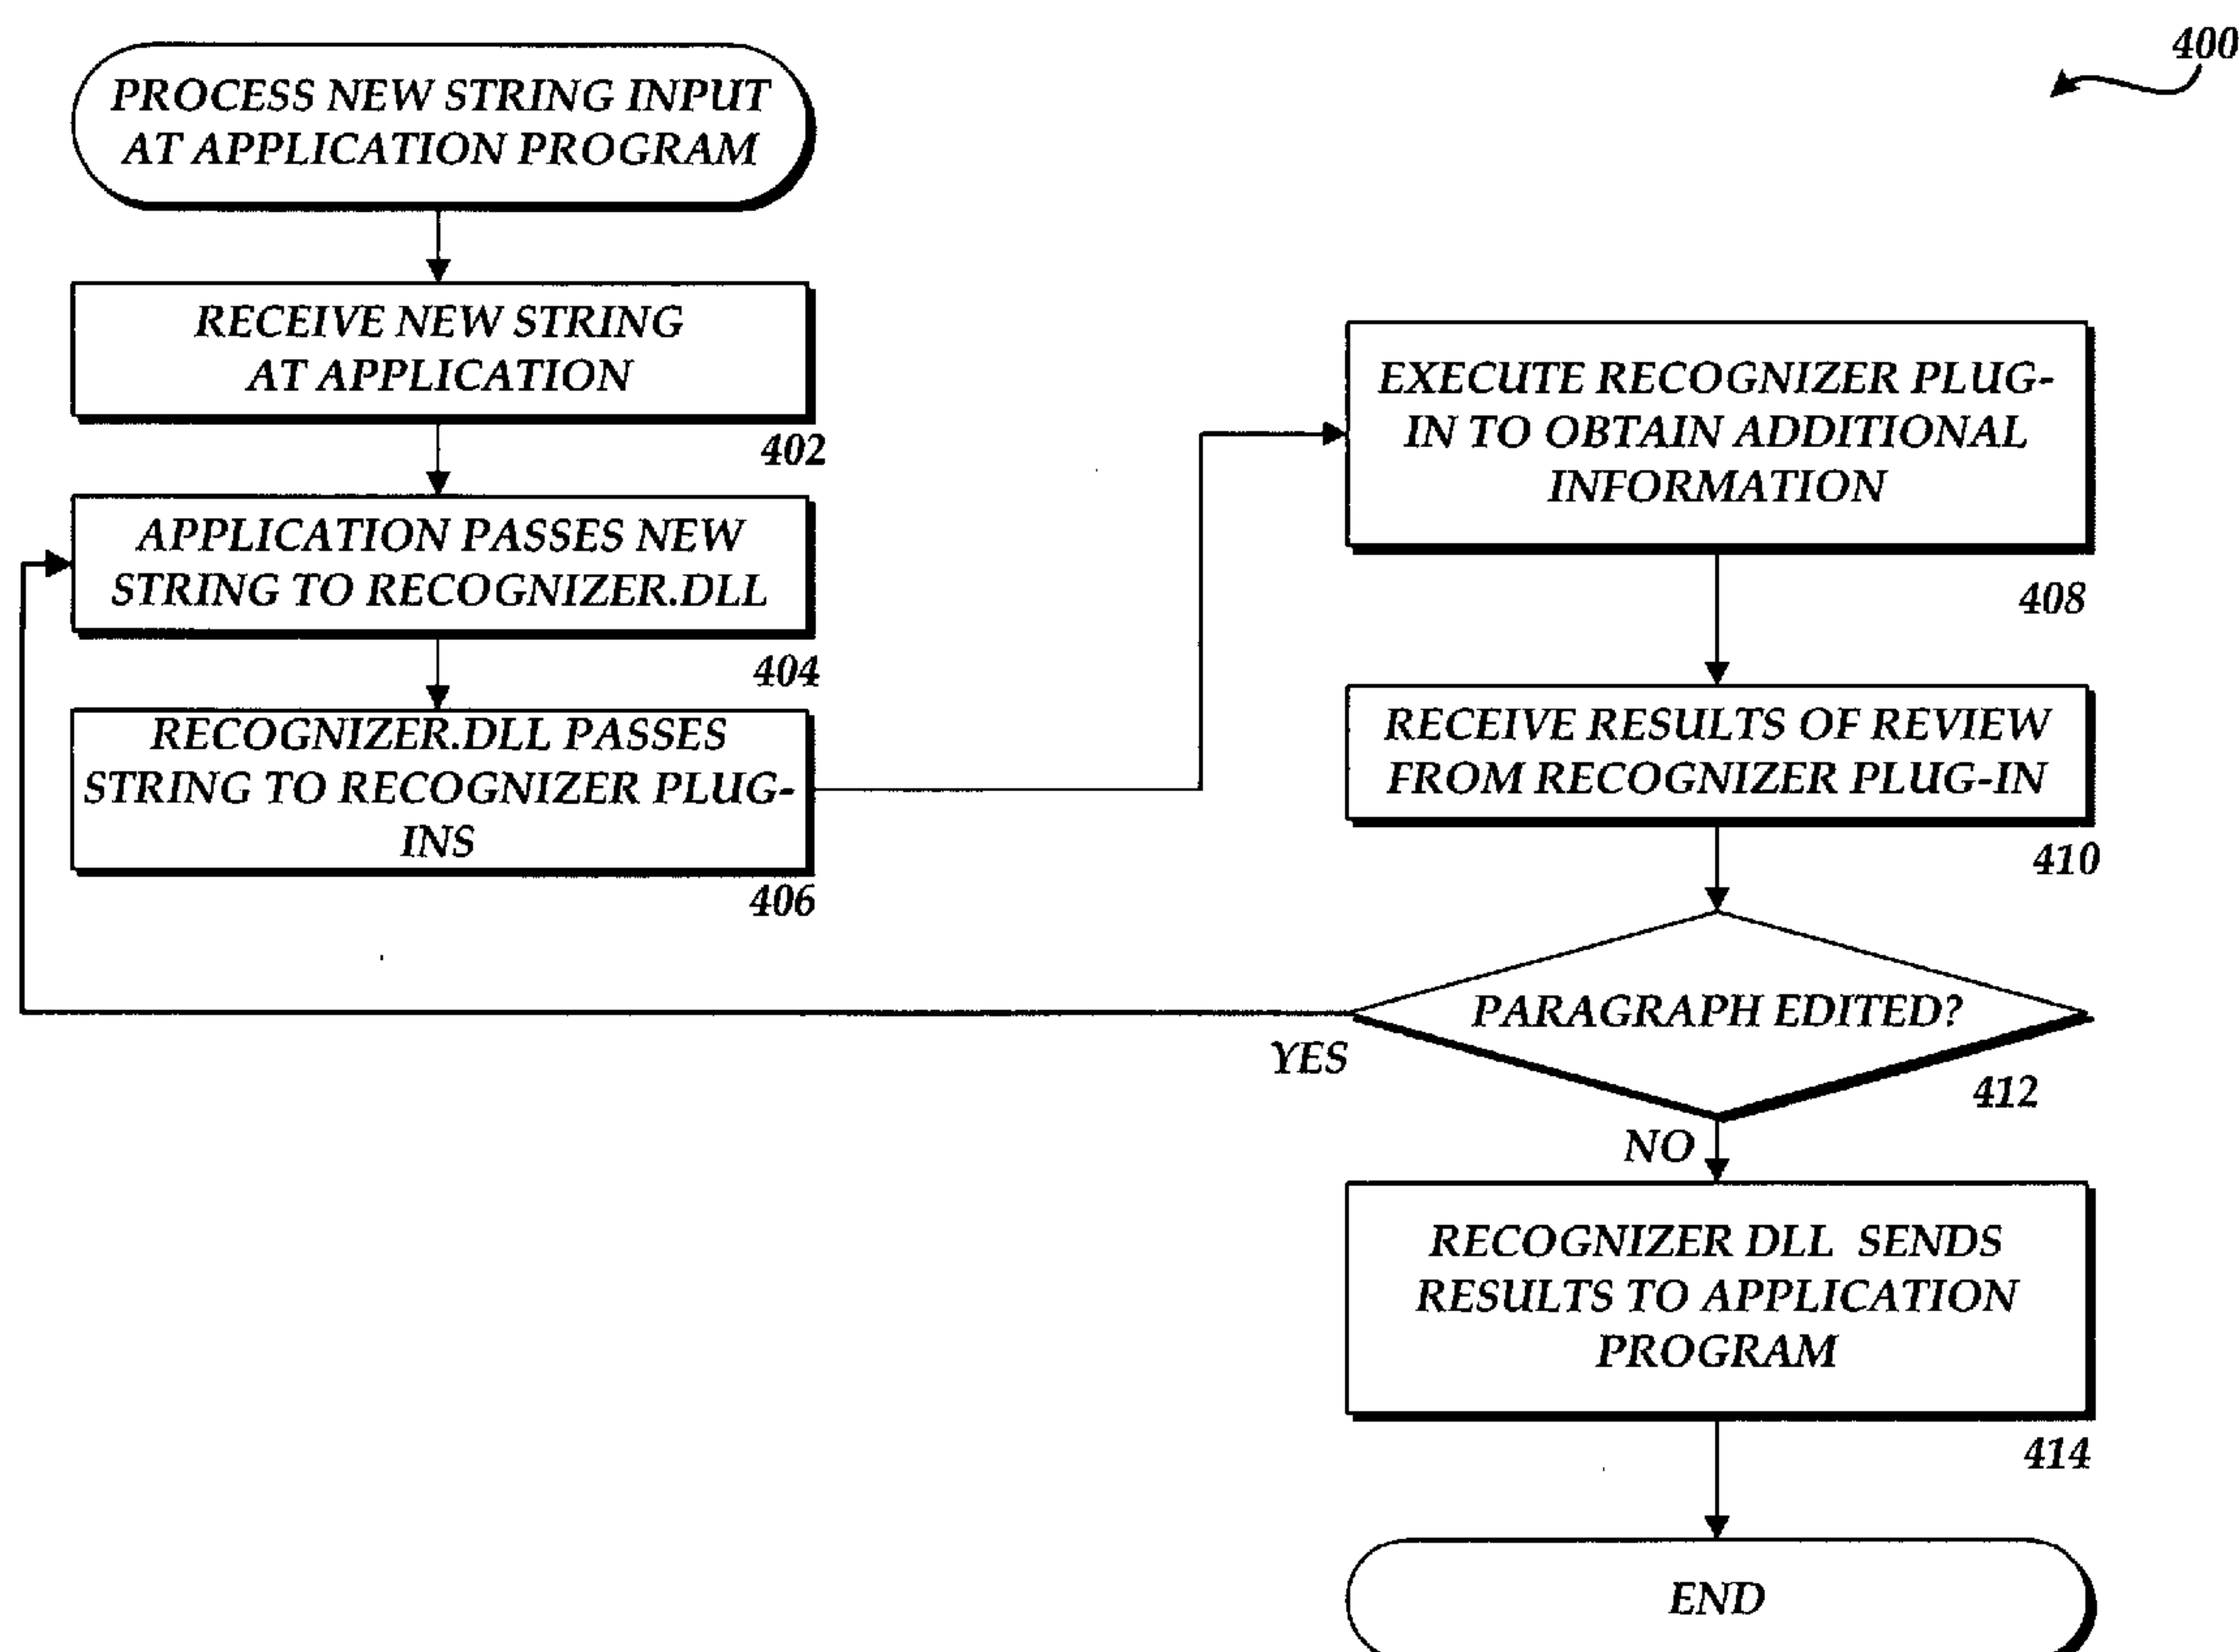 400
PROCESS NEW STRING INPUT
AT APPLICATION PROGRAM
RECEIVE NEW STRING
AT APPLICATION
402
APPLICATION PASSES NEW
STRING TO RECOGNIZER.DLL
404
RECOGNIZER.DLL PASSES
STRING TO RECOGNIZER PLUG-
INS
406
EXECUTE RECOGNIZER PLUG-
IN TO OBTAIN ADDITIONAL
INFORMATION
408
RECEIVE RESULTS OF REVIEW
FROM RECOGNIZER PLUG-IN
410
PARAGRAPH EDITED?
YES
412
NO
RECOGNIZER DLL SENDS
RESULTS TO APPLICATION
PROGRAM
414
END